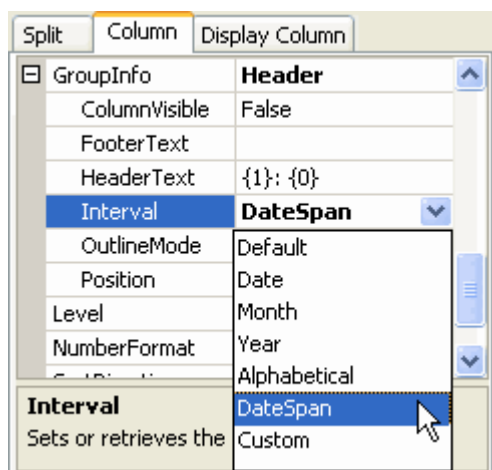 Split Column Display Column
GroupInfo Header
ColumnVisible False
FooterText
HeaderText {1}: {0}
Interval DateSpan
OutlineMode Default
Position Date
Level Month
NumberFormat Year
Alphabetical
Interval DateSpan
Sets or retrieves the Custom